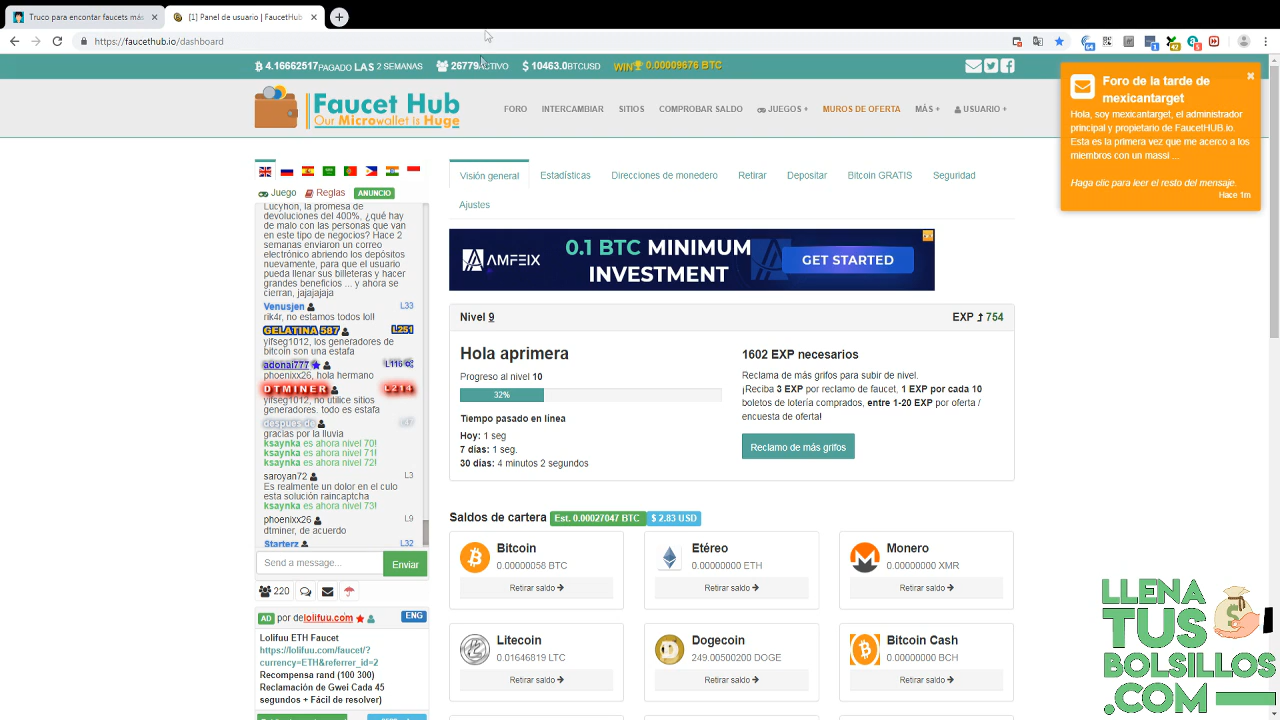 Truco para encontar faucets más
[1] Panel de usuario | FaucetHub
https://faucethub.io/dashboard
4.16662517 PAGADO LAS 2 SEMANAS
26779 ACTIVO
$ 10463.0 BTCUSD
WIN 0.00009676 BTC
Faucet Hub
Our Microwallet is Huge
FORO
INTERCAMBIAR
SITIOS
COMPROBAR SALDO
JUEGOS +
MUROS DE OFERTA
MÁS +
USUARIO +
Foro de la tarde de
mexicantarget
Hola, soy mexicantarget, el administrador
principal y propietario de FaucetHUB.io.
Esta es la primera vez que me acerco a los
miembros con un massi ...
Haga clic para leer el resto del mensaje.
Hace 1m
Juego
Reglas
ANUNCIO
Lucyhon, la promesa de
devoluciones del 400%, ¿qué hay
de malo con las personas que van
en este tipo de negocios? Hace 2
semanas enviaron un correo
electrónico abriendo los depósitos
nuevamente, para que el usuario
pueda llenar sus billeteras y hacer
grandes beneficios ... y ahora se
cierran, jajajajaja
Venusjen L33
rik4r, no estamos todos lol!
GELATINA 587 L251
yifseg1012, los generadores de
bitcoin son una estafa
adonai777 L116
phoenixx26, hola hermano
DTMINER L214
yifseg1012, no utilice sitios
generadores. todo es estafa
después de L47
gracias por la lluvia
ksaynka es ahora nivel 70!
ksaynka es ahora nivel 71!
ksaynka es ahora nivel 72!
saroyan72 L3
Es realmente un dolor en el culo
esta solución raincaptcha
ksaynka es ahora nivel 73!
phoenixx26 L9
dtminer, de acuerdo
Starterz L32
Send a message...
Enviar
220
AD por de lolifuu.com
ENG
Lolifuu ETH Faucet
https://lolifuu.com/faucet/?
currency=ETH&referrer_id=2
Recompensa rand (100 300)
Reclamación de Gwei Cada 45
segundos + Fácil de resolver)
Visión general
Estadísticas
Direcciones de monedero
Retirar
Depositar
Bitcoin GRATIS
Seguridad
Ajustes
AMFEIX
0.1 BTC MINIMUM
INVESTMENT
GET STARTED
Nivel 9
EXP 754
Hola aprimera
Progreso al nivel 10
32%
Tiempo pasado en línea
Hoy: 1 seg
7 días: 1 seg.
30 días: 4 minutos 2 segundos
1602 EXP necesarios
Reclama de más grifos para subir de nivel.
¡Reciba 3 EXP por reclamo de faucet, 1 EXP por cada 10
boletos de lotería comprados, entre 1-20 EXP por oferta /
encuesta de oferta!
Reclamo de más grifos
Saldos de cartera
Est. 0.00027047 BTC
$ 2.83 USD
Bitcoin
0.00000058 BTC
Retirar saldo
Etéreo
0.00000000 ETH
Retirar saldo
Monero
0.00000000 XMR
Retirar saldo
Litecoin
0.01646819 LTC
Retirar saldo
Dogecoin
249.00500200 DOGE
Retirar saldo
Bitcoin Cash
0.00000000 BCH
Retirar saldo
LLENA
TUS
BOLSILLOS
.COM